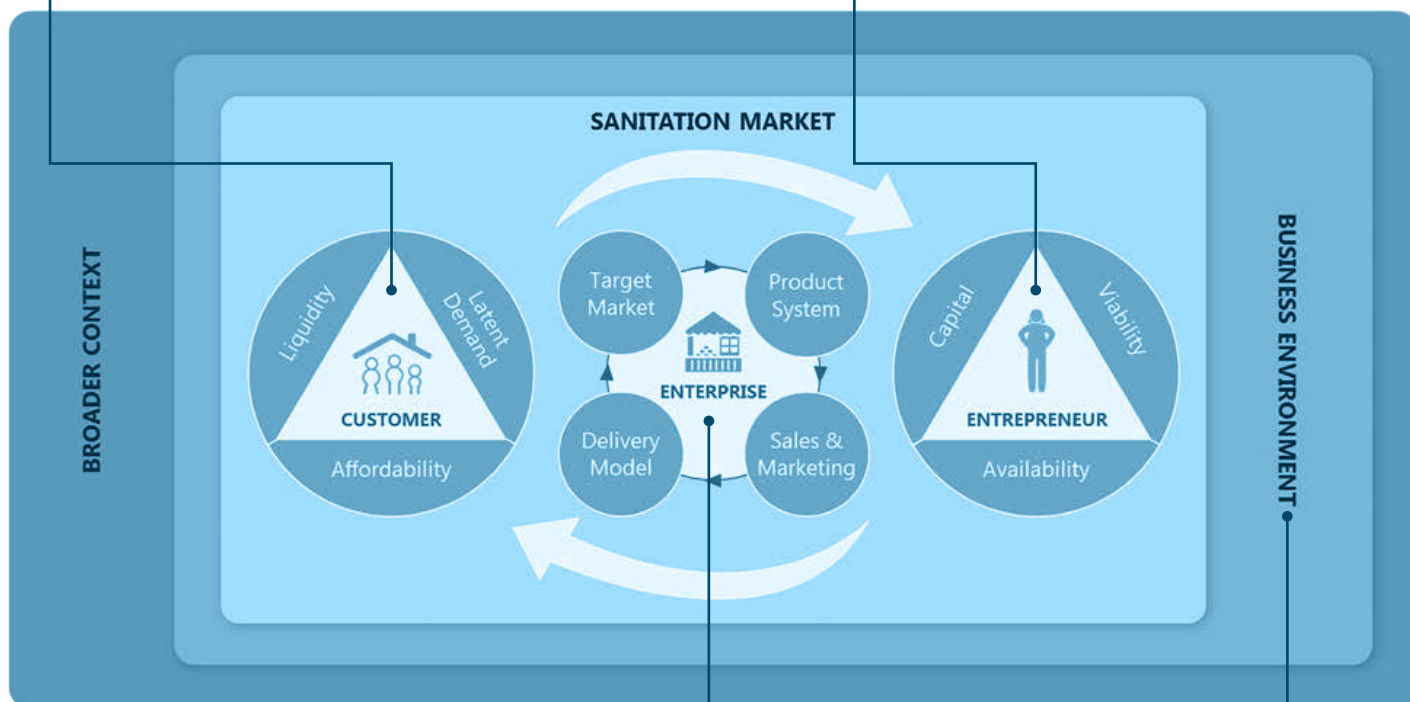 SANITATION MARKET
BROADER CONTEXT
Liquidity
Latent
Demand
CUSTOMER
Affordability
Target
Market
Product
System
ENTERPRISE
Delivery
Model
Sales &
Marketing
Capital
Viability
ENTREPRENEUR
Availability
BUSINESS ENVIRONMENT